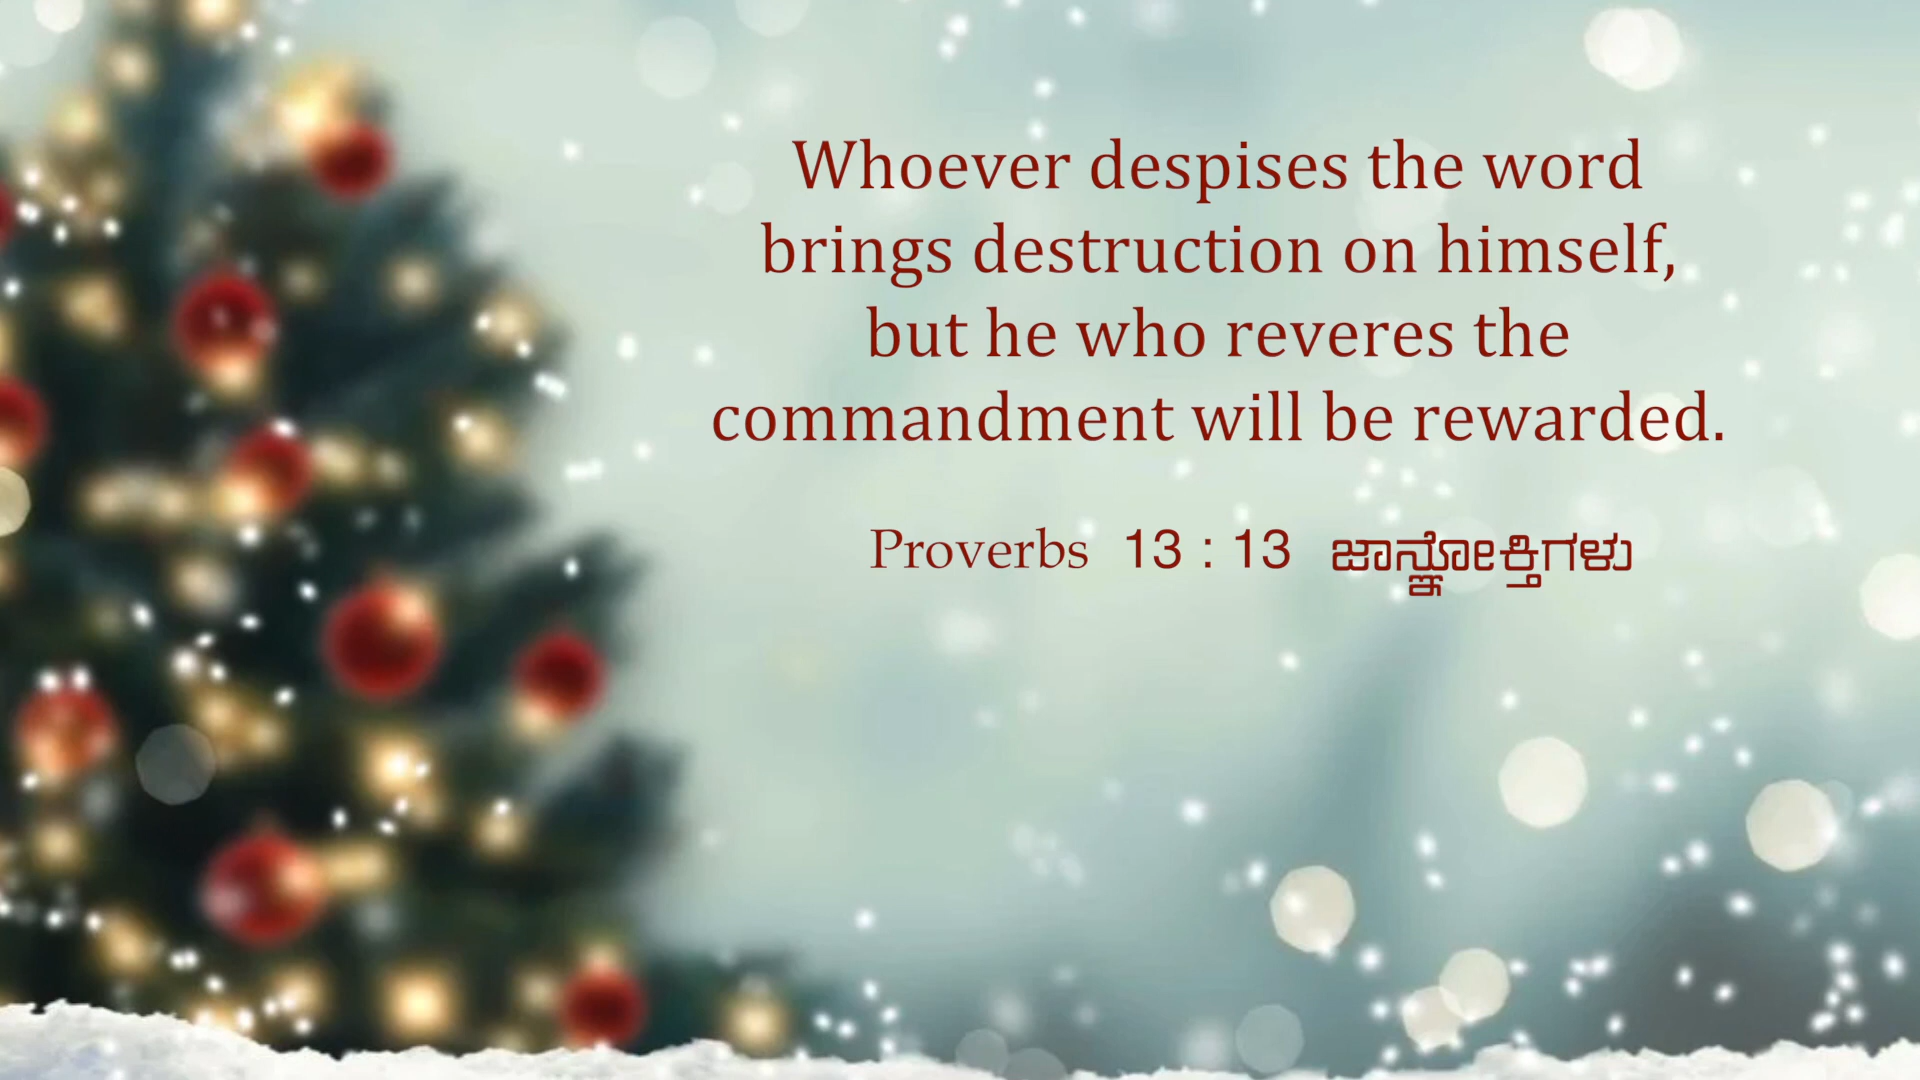 Whoever despises the word
brings destruction on himself,
but he who reveres the
commandment will be rewarded.
Proverbs 13 : 13 ಜಾನ್ಞೋಕ್ತಿಗಳು